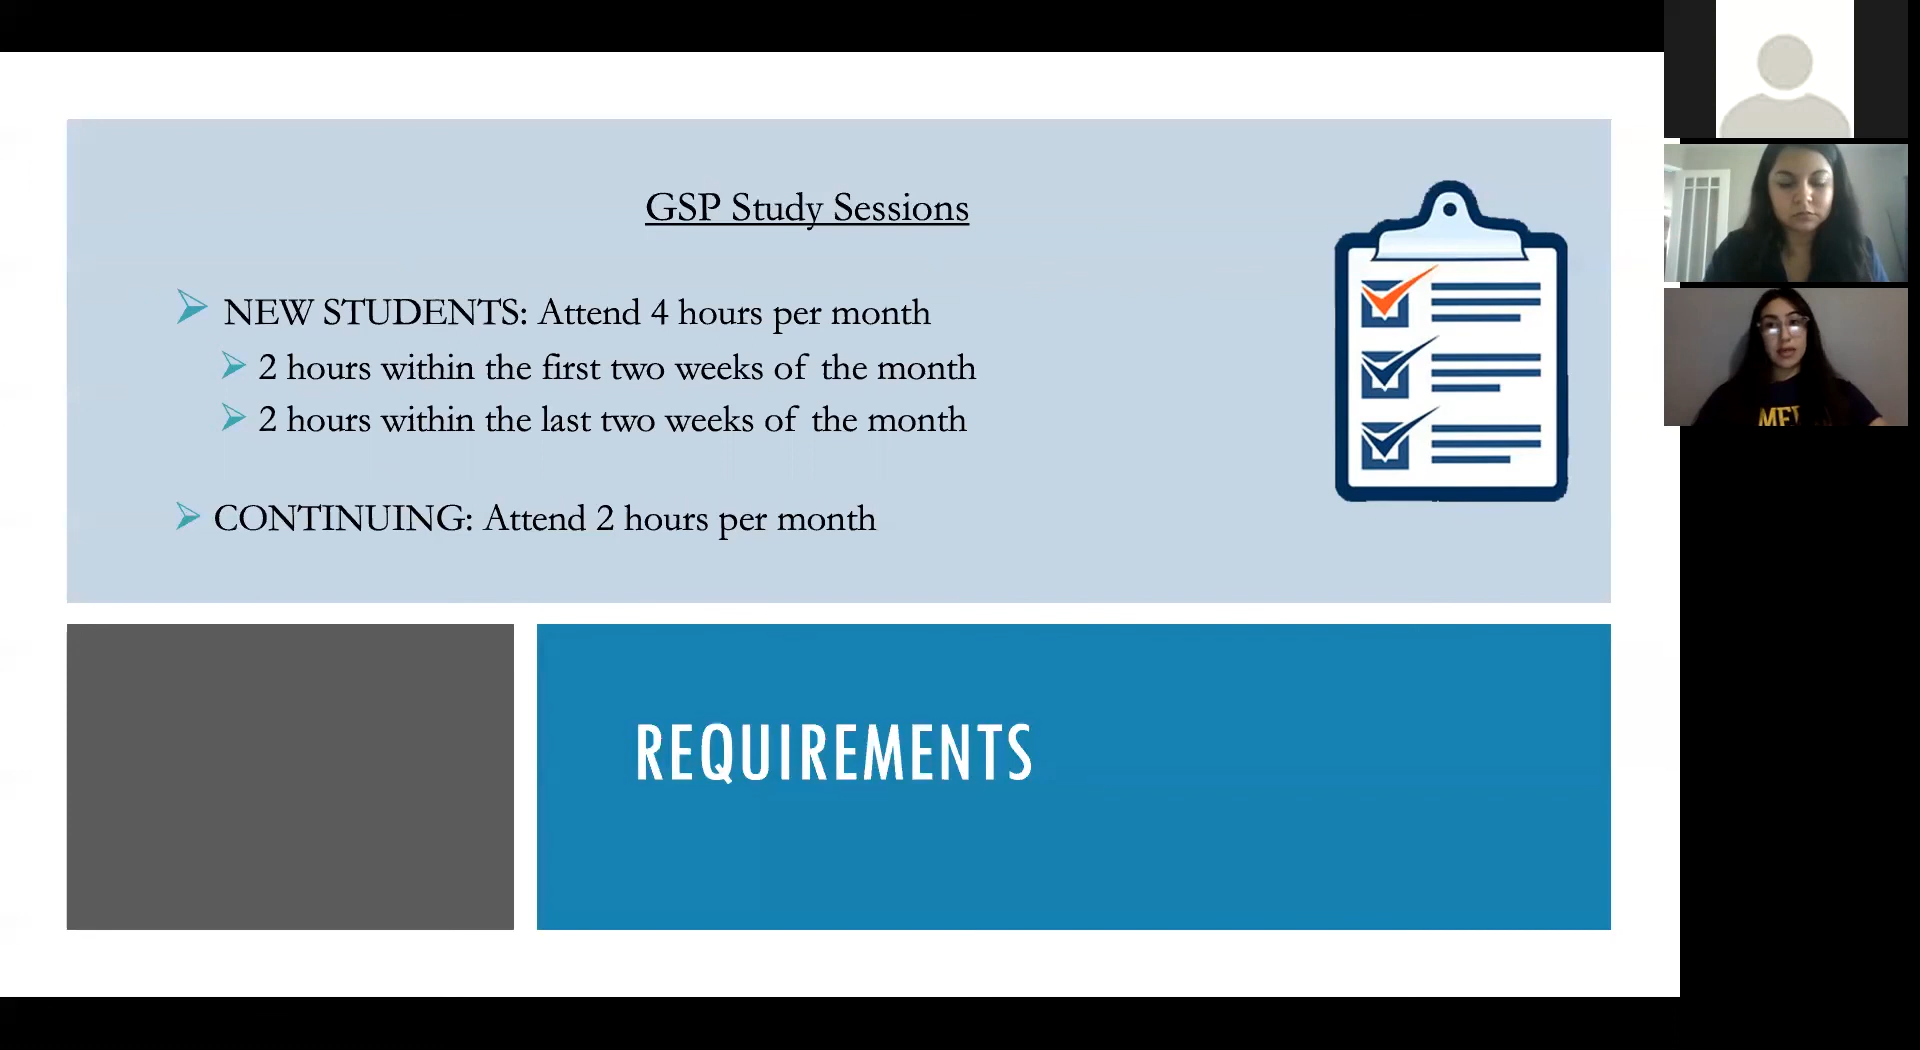 GSP Study Sessions
NEW STUDENTS: Attend 4 hours per month
2 hours within the first two weeks of the month
2 hours within the last two weeks of the month
CONTINUING: Attend 2 hours per month
REQUIREMENTS